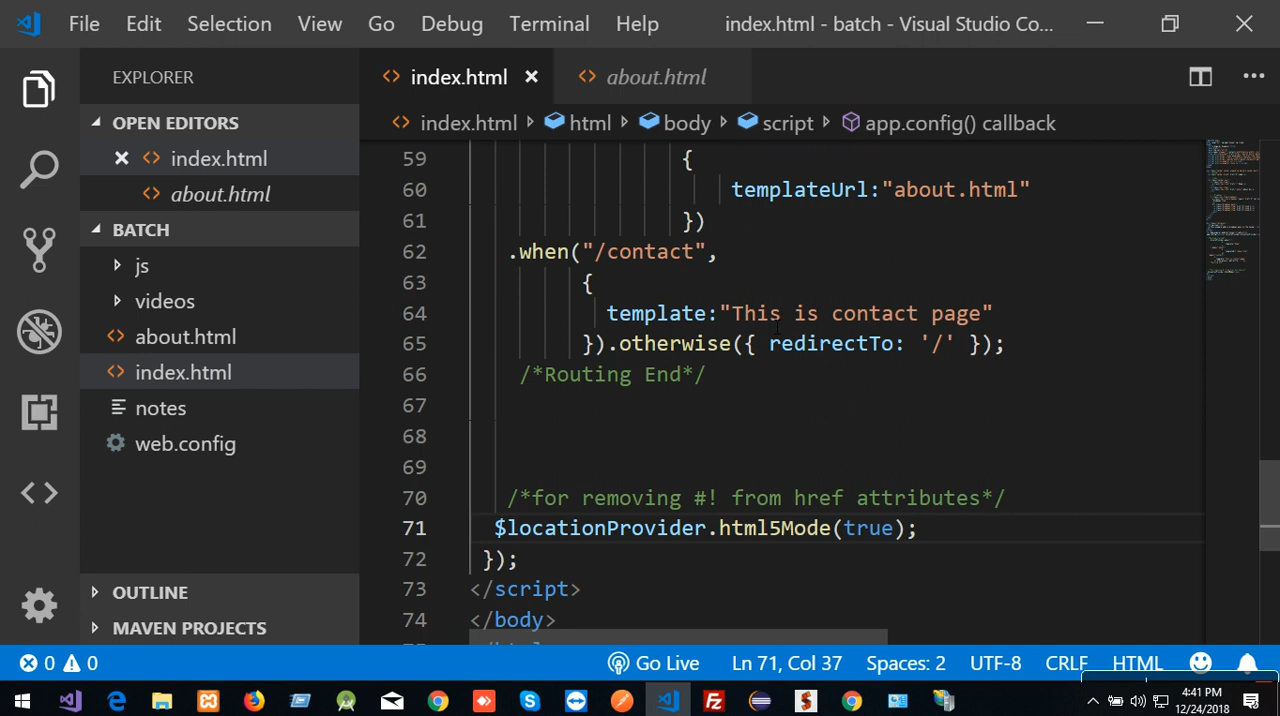 File Edit Selection View Go Debug Terminal Help index.html - batch - Visual Studio Co...
EXPLORER
OPEN EDITORS
index.html
about.html
BATCH
js
videos
about.html
index.html
notes
web.config
OUTLINE
MAVEN PROJECTS
index.html about.html
index.html html body script app.config() callback
59 {
60 templateUrl:"about.html"
61 })
62 .when("/contact",
63 {
64 template:"This is contact page"
65 }).otherwise({ redirectTo: '/' });
66 /*Routing End*/
67
68
69
70 /*for removing #! from href attributes*/
71 $locationProvider.html5Mode(true);
72 });
73 </script>
74 </body>
0 0 Go Live Ln 71, Col 37 Spaces: 2 UTF-8 CRLF HTML
4:41 PM
12/24/2018